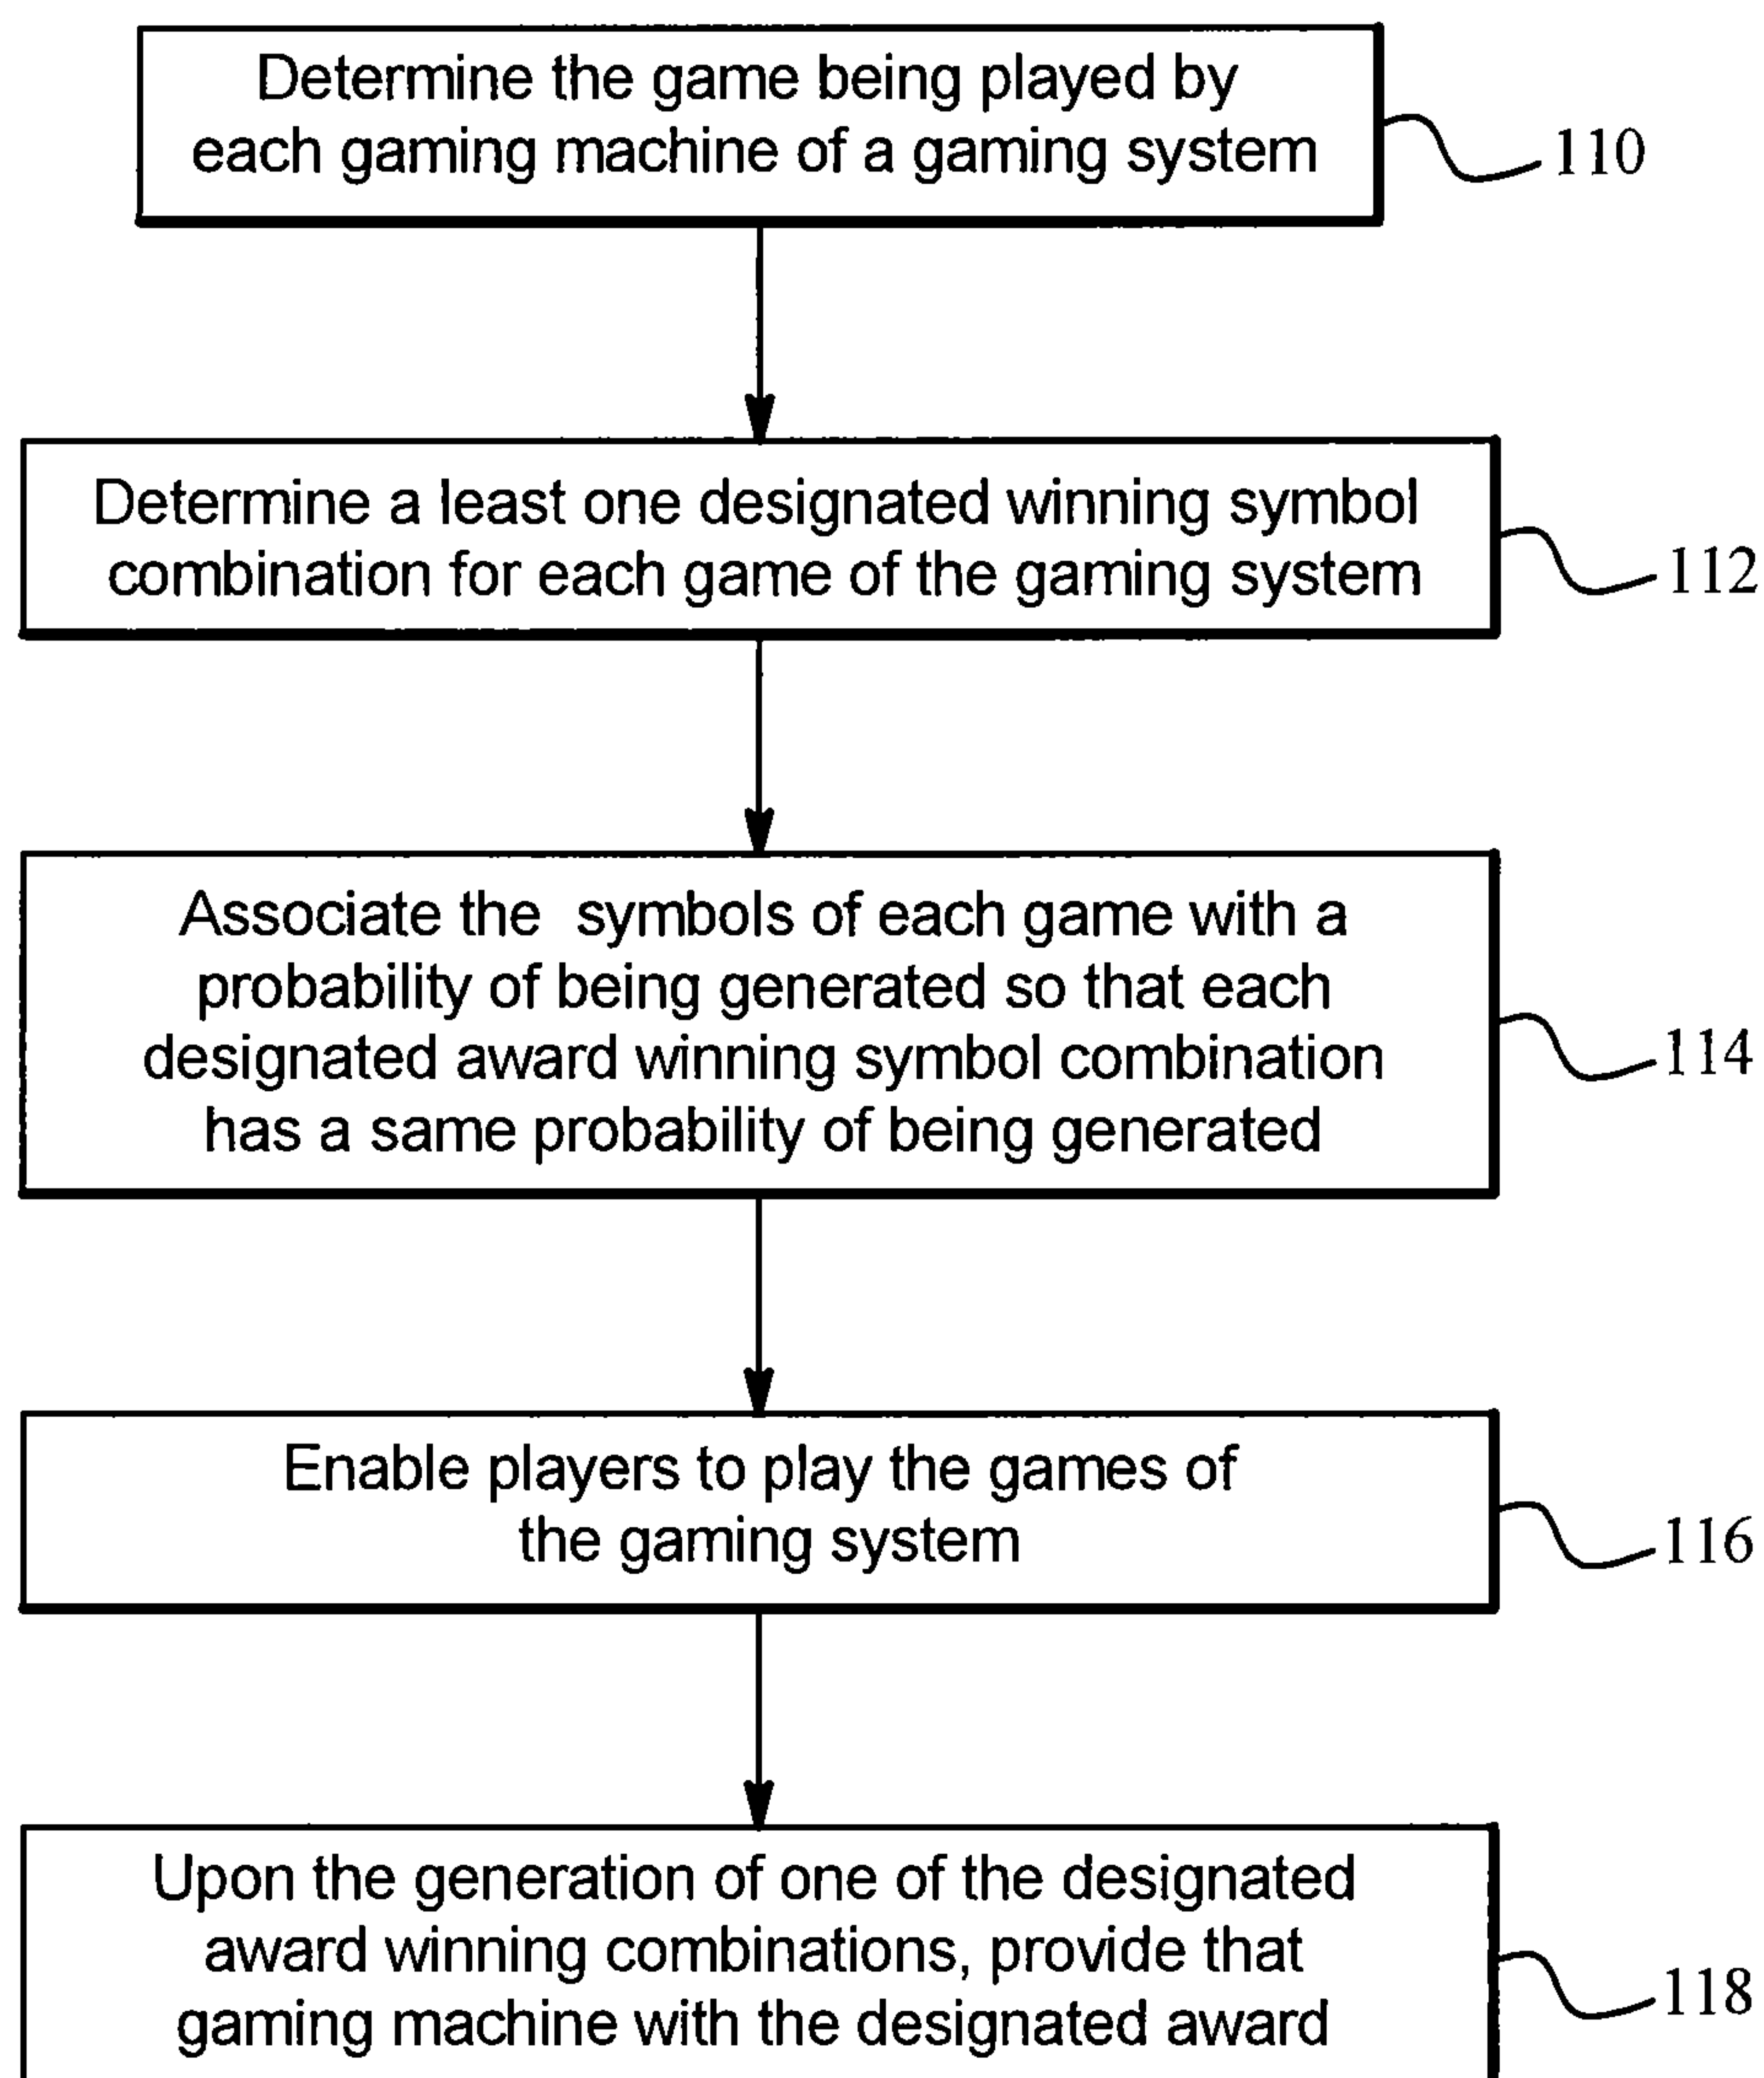 Determine the game being played by
each gaming machine of a gaming system
110
Determine a least one designated winning symbol
combination for each game of the gaming system
112
Associate the symbols of each game with a
probability of being generated so that each
designated award winning symbol combination
has a same probability of being generated
114
Enable players to play the games of
the gaming system
116
Upon the generation of one of the designated
award winning combinations, provide that
gaming machine with the designated award
118